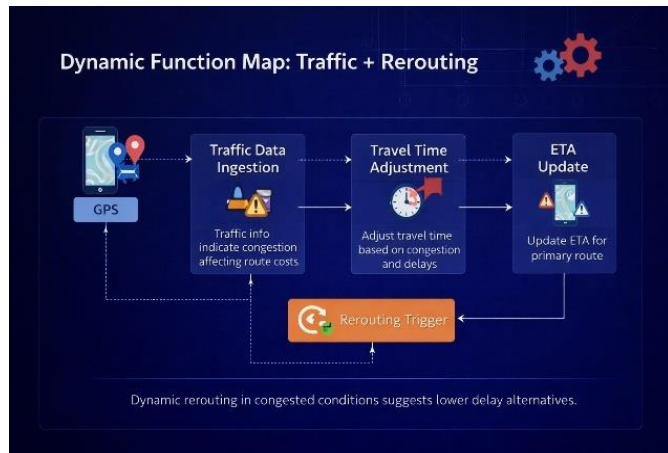 Dynamic Function Map: Traffic + Rerouting
GPS
Traffic Data
Ingestion
Traffic info
indicate congestion
affecting route costs
Travel Time
Adjustment
Adjust travel time
based on congestion
and delays
ETA
Update
Update ETA for
primary route
Rerouting Trigger
Dynamic rerouting in congested conditions suggests lower delay alternatives.